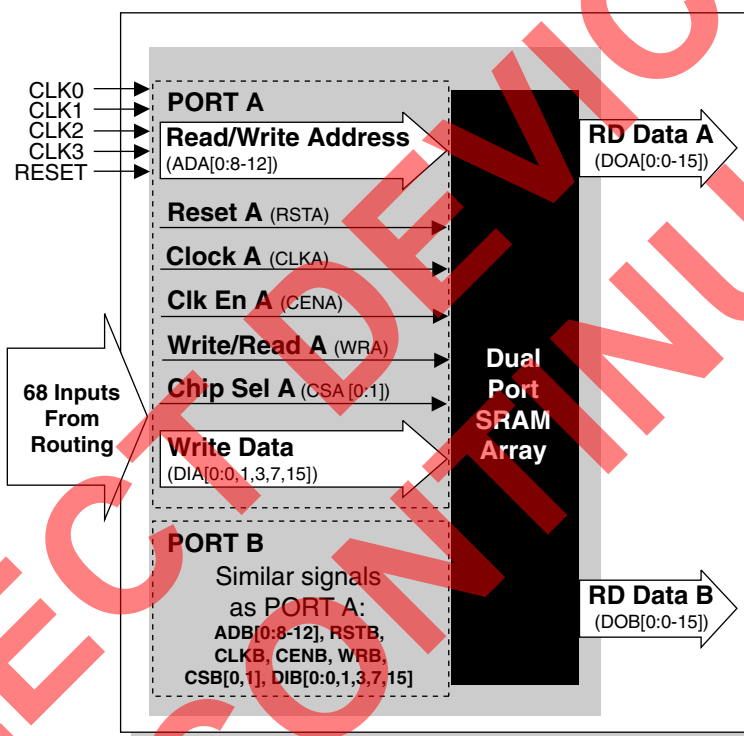 CLK0
CLK1
CLK2
CLK3
RESET
PORT A
Read/Write Address
(ADA[0:8-12])
Reset A (RSTA)
Clock A (CLKA)
Clk En A (CENA)
Write/Read A (WRA)
Chip Sel A (CSA [0:1])
Write Data
(DIA[0:0,1,3,7,15])
68 Inputs
From
Routing
PORT B
Similar signals
as PORT A:
ADB[0:8-12], RSTB,
CLKB, CENB, WRB,
CSB[0,1], DIB[0:0,1,3,7,15]
Dual
Port
SRAM
Array
RD Data A
(DOA[0:0-15])
RD Data B
(DOB[0:0-15])